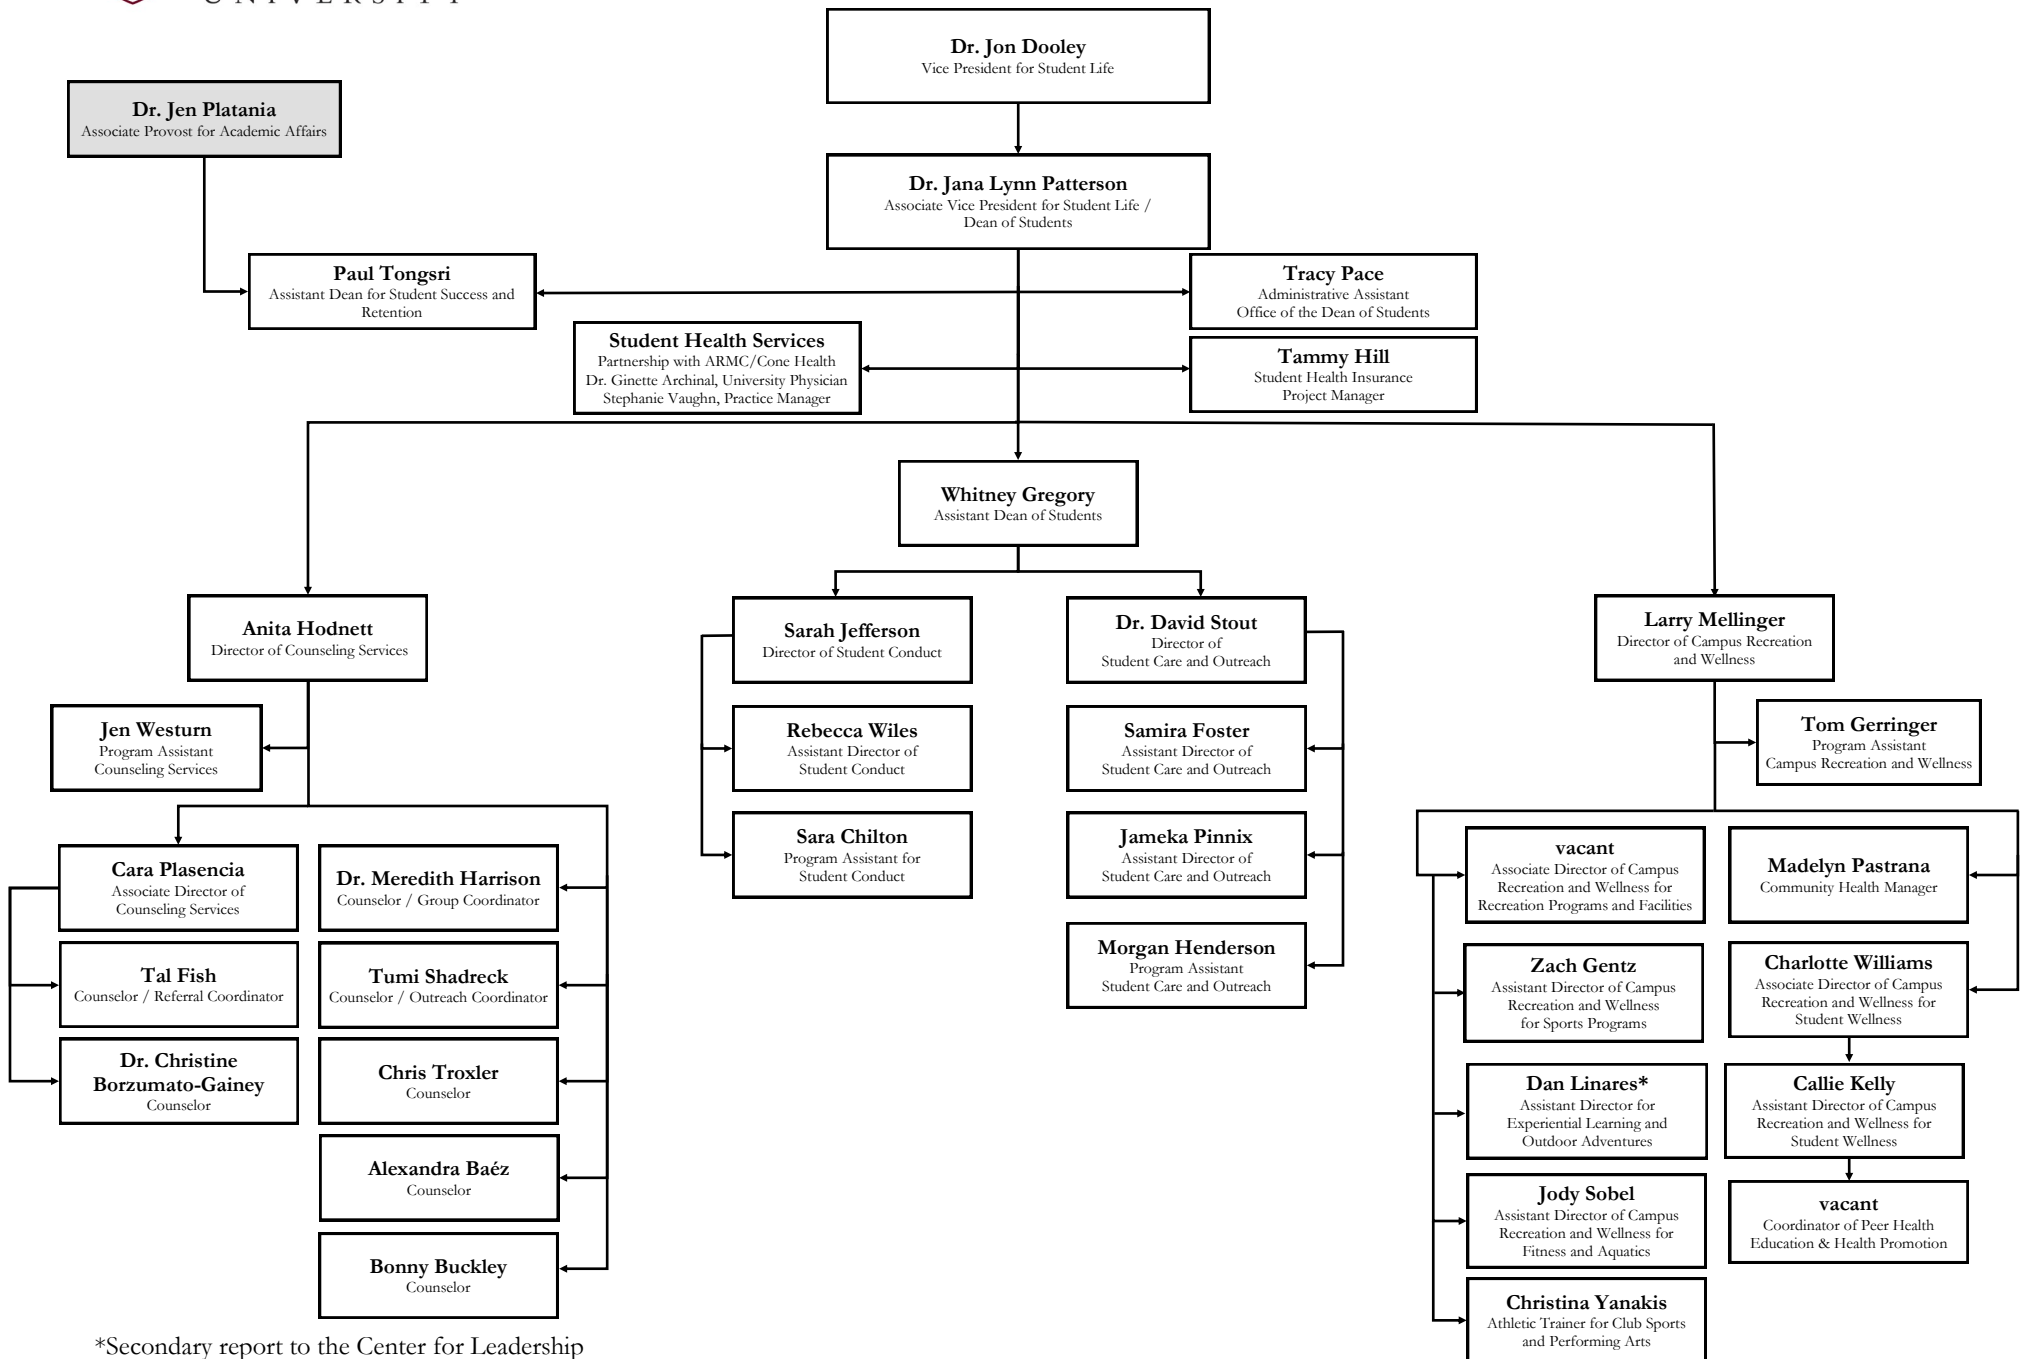 Dr. Jon Dooley
Vice President for Student Life
Dr. Jen Platania
Associate Provost for Academic Affairs
Dr. Jana Lynn Patterson
Associate Vice President for Student Life /
Dean of Students
Paul Tongsri
Assistant Dean for Student Success and
Retention
Tracy Pace
Administrative Assistant
Office of the Dean of Students
Student Health Services
Partnership with ARMC/Cone Health
Dr. Ginette Archinal, University Physician
Stephanie Vaughn, Practice Manager
Tammy Hill
Student Health Insurance
Project Manager
Whitney Gregory
Assistant Dean of Students
Anita Hodnett
Director of Counseling Services
Jen Westurn
Program Assistant
Counseling Services
Cara Plasencia
Associate Director of
Counseling Services
Tal Fish
Counselor / Referral Coordinator
Dr. Christine
Borzumato-Gainey
Counselor
Dr. Meredith Harrison
Counselor / Group Coordinator
Tumi Shadreck
Counselor / Outreach Coordinator
Chris Troxler
Counselor
Alexandra Baéz
Counselor
Bonny Buckley
Counselor
Sarah Jefferson
Director of Student Conduct
Rebecca Wiles
Assistant Director of
Student Conduct
Sara Chilton
Program Assistant for
Student Conduct
Dr. David Stout
Director of
Student Care and Outreach
Samira Foster
Assistant Director of
Student Care and Outreach
Jameka Pinnix
Assistant Director of
Student Care and Outreach
Morgan Henderson
Program Assistant
Student Care and Outreach
Larry Mellinger
Director of Campus Recreation
and Wellness
Tom Gerringer
Program Assistant
Campus Recreation and Wellness
vacant
Associate Director of Campus
Recreation and Wellness for
Recreation Programs and Facilities
Zach Gentz
Assistant Director of Campus
Recreation and Wellness
for Sports Programs
Dan Linares*
Assistant Director for
Experiential Learning and
Outdoor Adventures
Jody Sobel
Assistant Director of Campus
Recreation and Wellness for
Fitness and Aquatics
Christina Yanakis
Athletic Trainer for Club Sports
and Performing Arts
Madelyn Pastrana
Community Health Manager
Charlotte Williams
Associate Director of Campus
Recreation and Wellness for
Student Wellness
Callie Kelly
Assistant Director of Campus
Recreation and Wellness for
Student Wellness
vacant
Coordinator of Peer Health
Education & Health Promotion
*Secondary report to the Center for Leadership